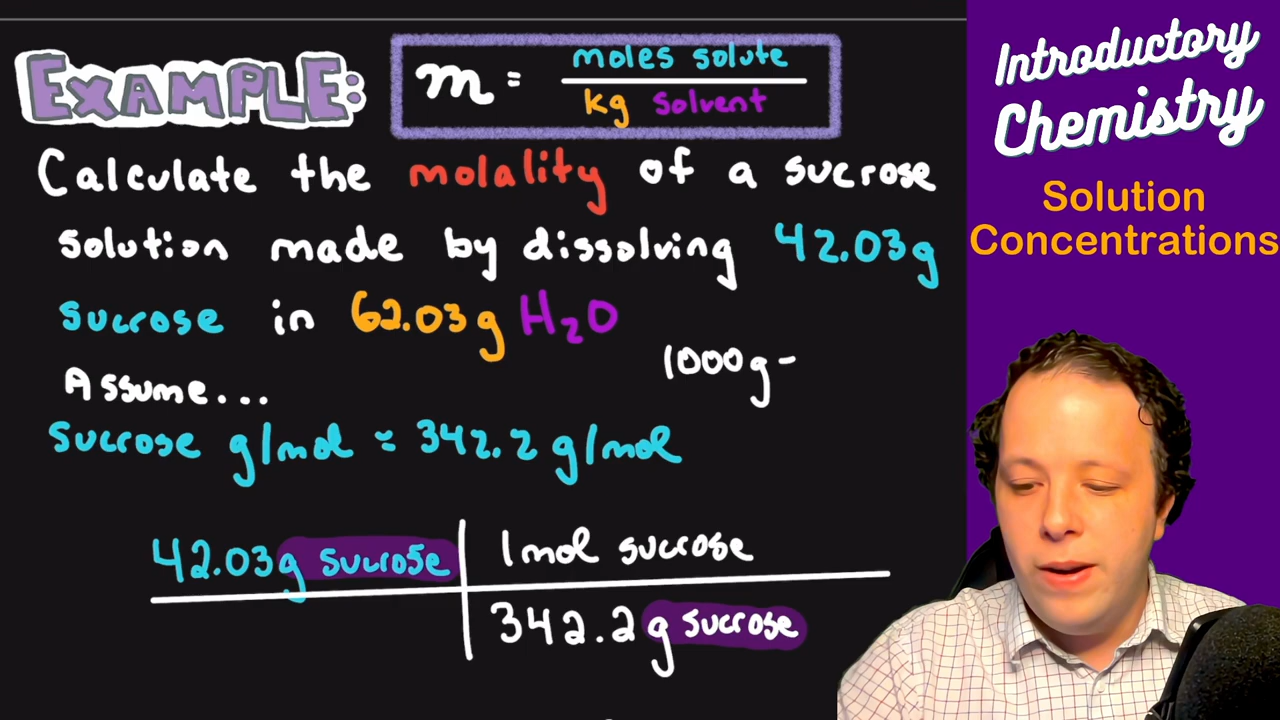 EXAMPLE:
m = moles solute
kg solvent
Calculate the molality of a sucrose
solution made by dissolving 42.03g
sucrose in 62.03g H₂O
Assume...
1000g -
sucrose g/mol = 342.2 g/mol
42.03g sucrose 1mol sucrose
342.2g sucrose
Introductory
Chemistry
Solution
Concentrations